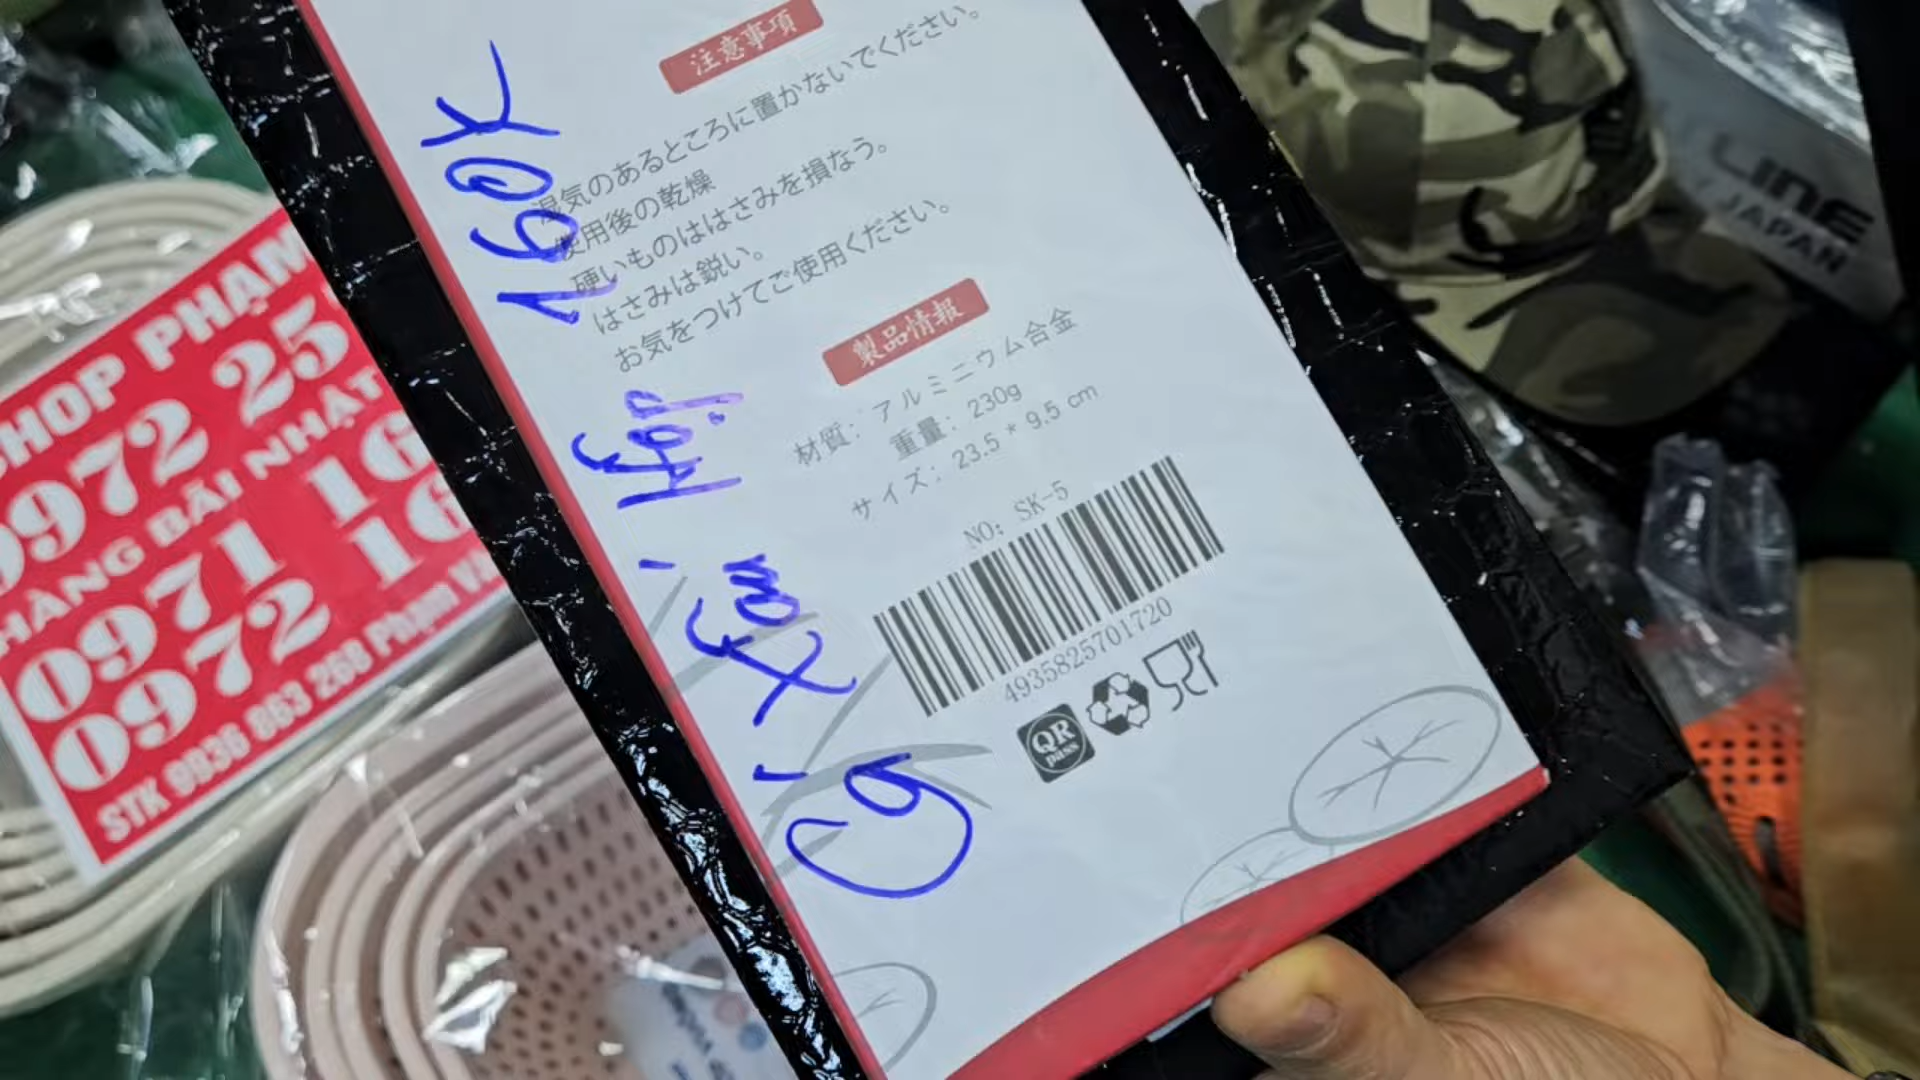 注意事項
湿気のあるところに置かないでください。
使用後の乾燥
硬いものははさみを損なう。
はさみは鋭い。
お気をつけてご使用ください。
製品情報
材質：アルミニウム合金
重量：230g
サイズ：23.5 * 9.5 cm
NO: SK-5
4935825701720
QR
pass
SHOP PHẠM
0972 25
HÀNG BÃI NHẬT
0971 16
0972 16
STK 9936 863 268 Phạm V
LINE
JAPAN